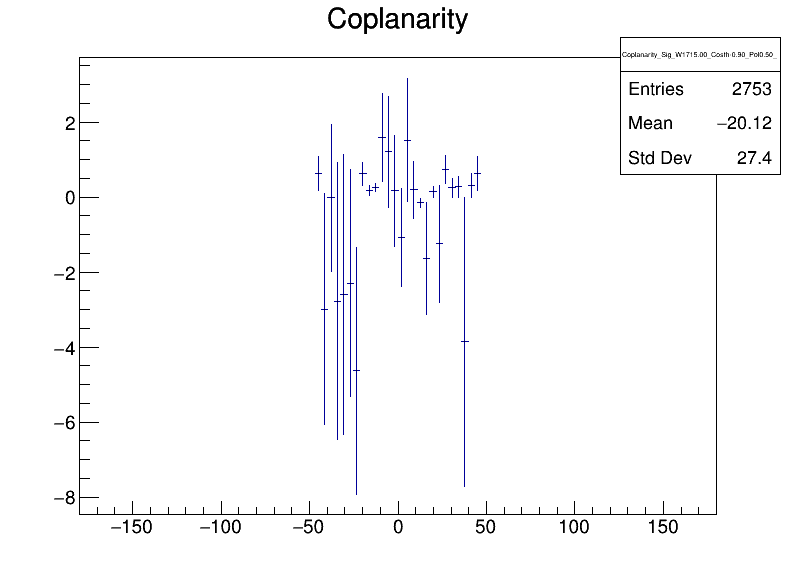 Coplanarity
Coplanarity_Sig_W1715.00_Costh-0.90_Pol0.50_
Entries 2753
Mean −20.12
Std Dev 27.4
2
0
−2
−4
−6
−8
−150 −100 −50 0 50 100 150